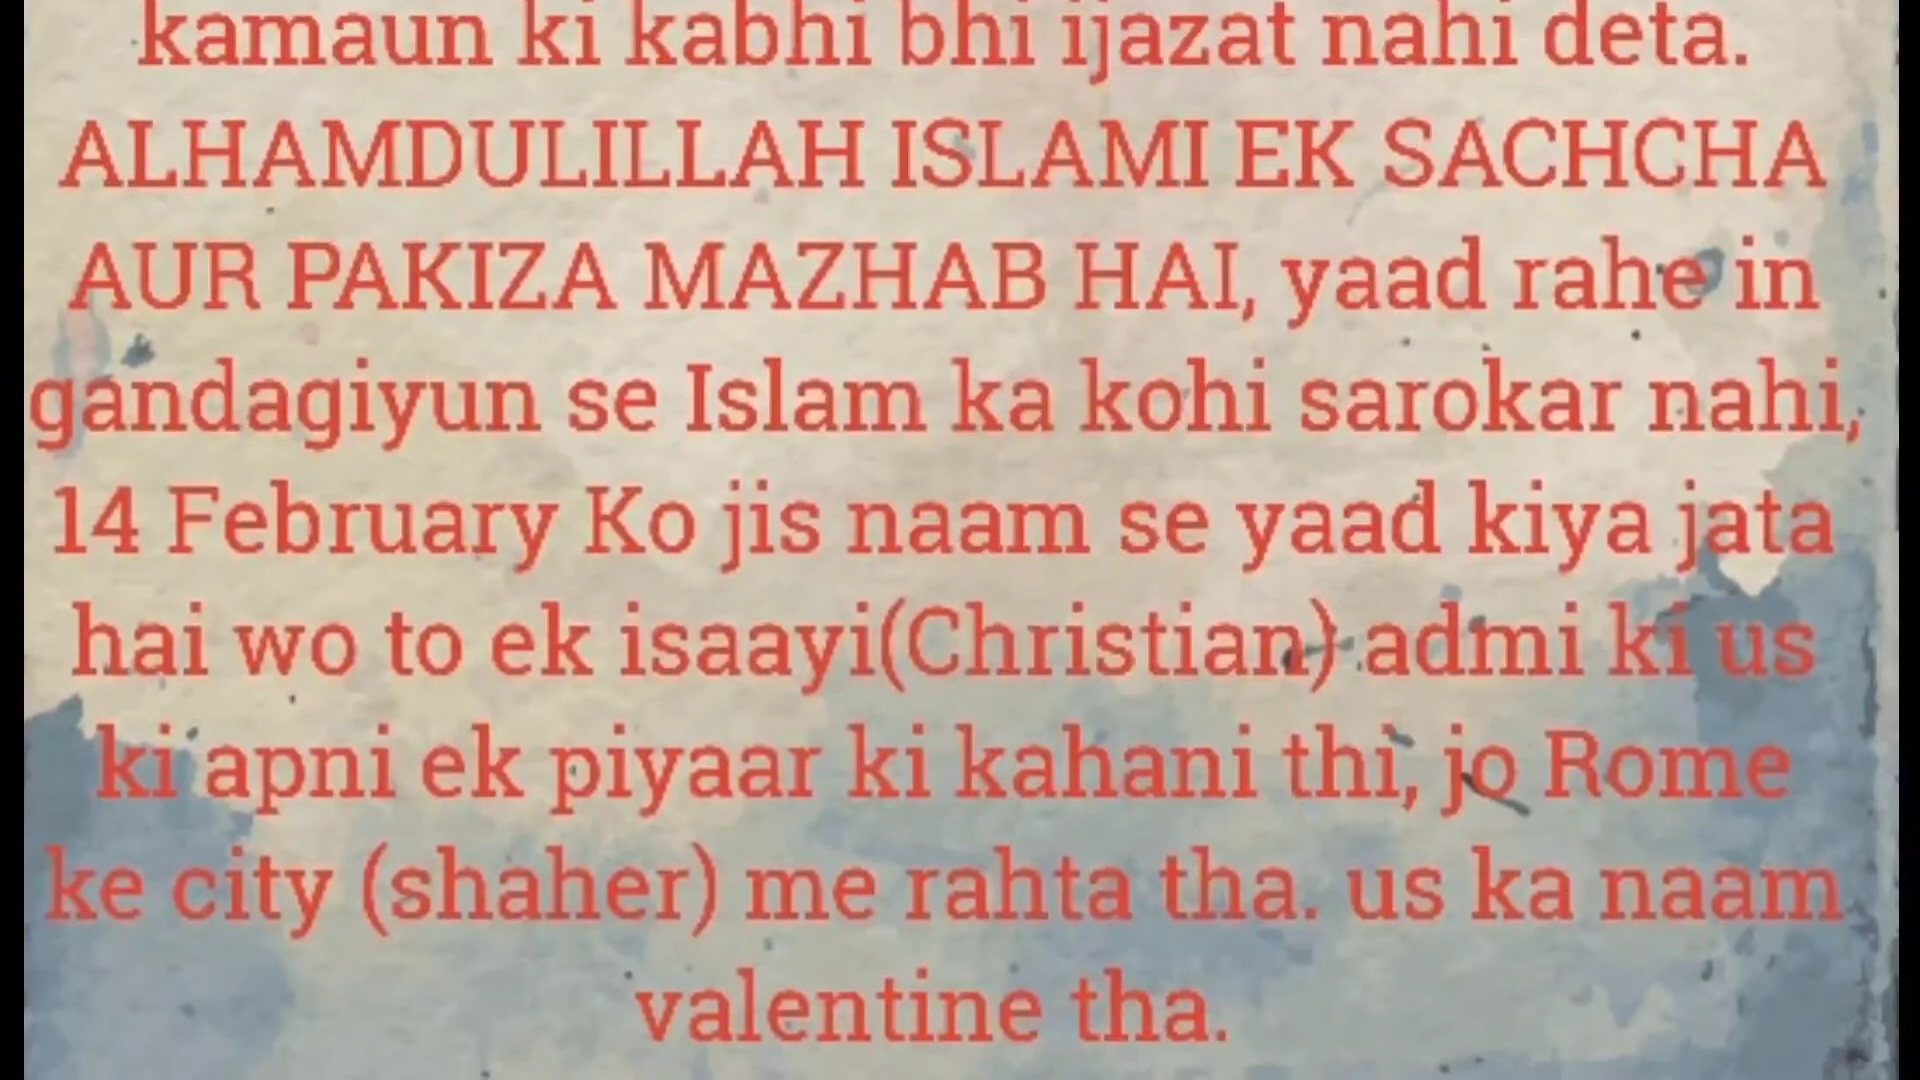 kamaun ki kabhi bhi ijazat nahi deta.
ALHAMDULILLAH ISLAMI EK SACHCHA
AUR PAKIZA MAZHAB HAI, yaad rahe in
gandagiyun se Islam ka kohi sarokar nahi,
14 February Ko jis naam se yaad kiya jata
hai wo to ek isaayi(Christian) admi ki us
ki apni ek piyaar ki kahani thi, jo Rome
ke city (shaher) me rahta tha. us ka naam
valentine tha.